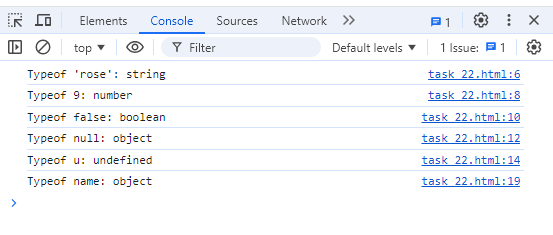 Elements Console Sources Network 1
top Filter Default levels 1 Issue: 1
Typeof 'rose': string task 22.html:6
Typeof 9: number task 22.html:8
Typeof false: boolean task 22.html:10
Typeof null: object task 22.html:12
Typeof u: undefined task 22.html:14
Typeof name: object task 22.html:19